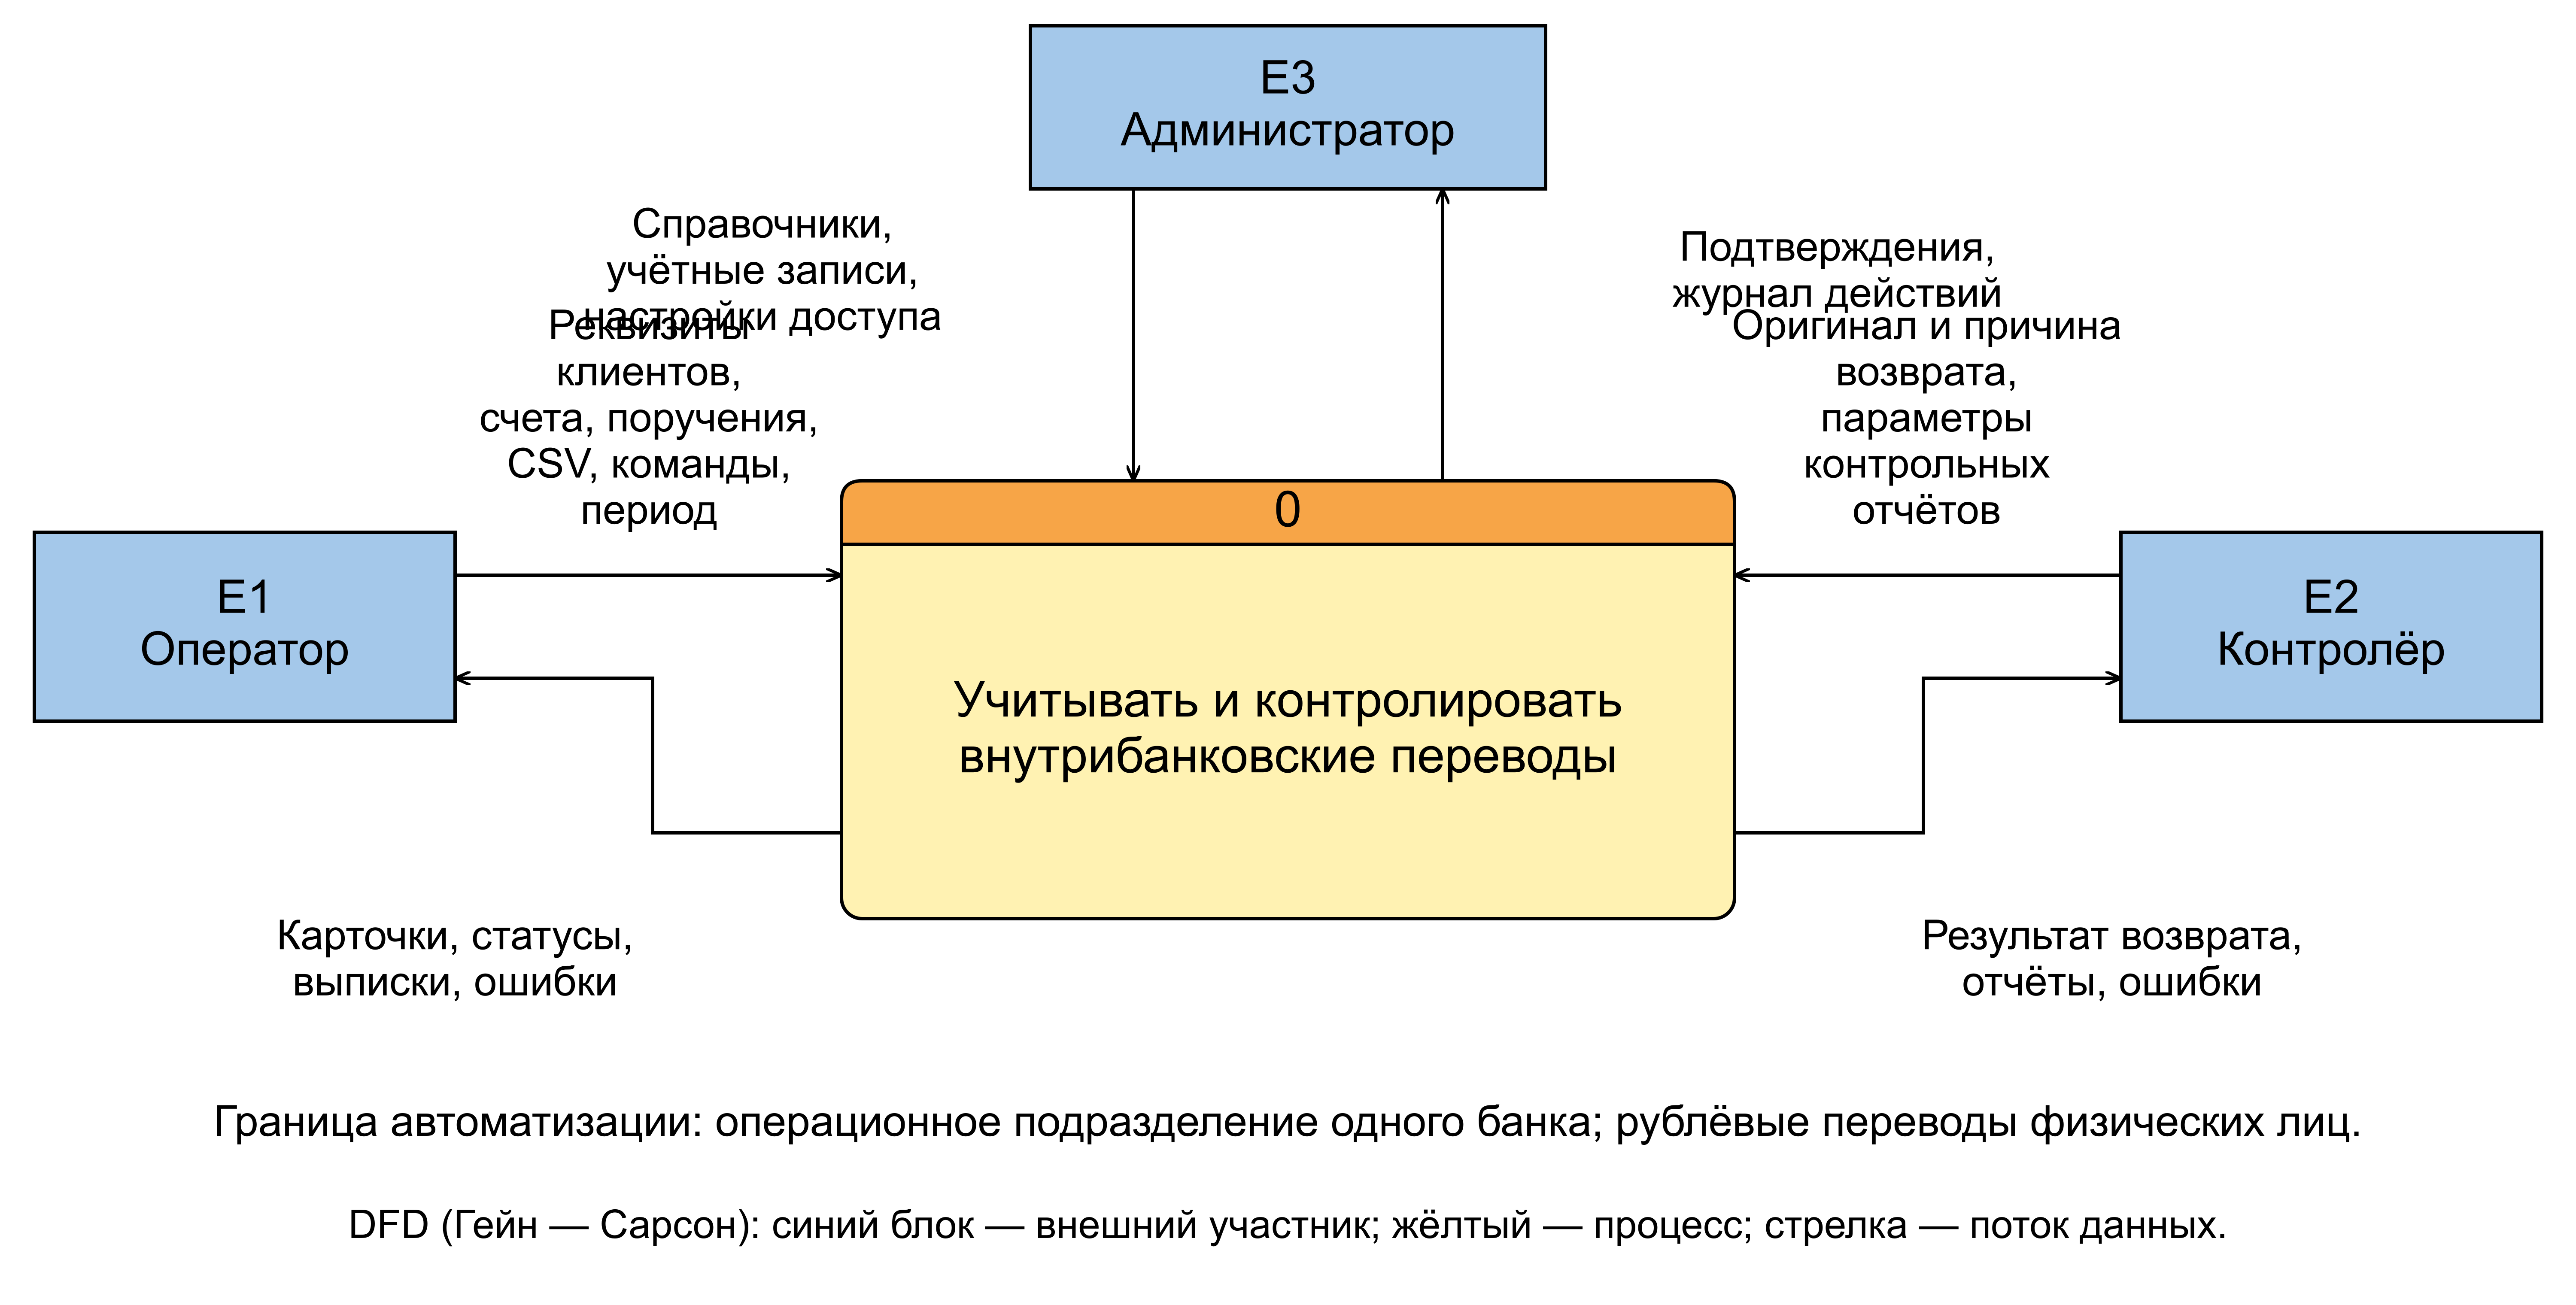 E3
Администратор
Справочники,
учётные записи,
настройки доступа
Подтверждения,
журнал действий
Реквизиты
клиентов,
счета, поручения,
CSV, команды,
период
Оригинал и причина
возврата,
параметры
контрольных
отчётов
E1
Оператор
0
Учитывать и контролировать
внутрибанковские переводы
E2
Контролёр
Карточки, статусы,
выписки, ошибки
Результат возврата,
отчёты, ошибки
Граница автоматизации: операционное подразделение одного банка; рублёвые переводы физических лиц.
DFD (Гейн — Сарсон): синий блок — внешний участник; жёлтый — процесс; стрелка — поток данных.